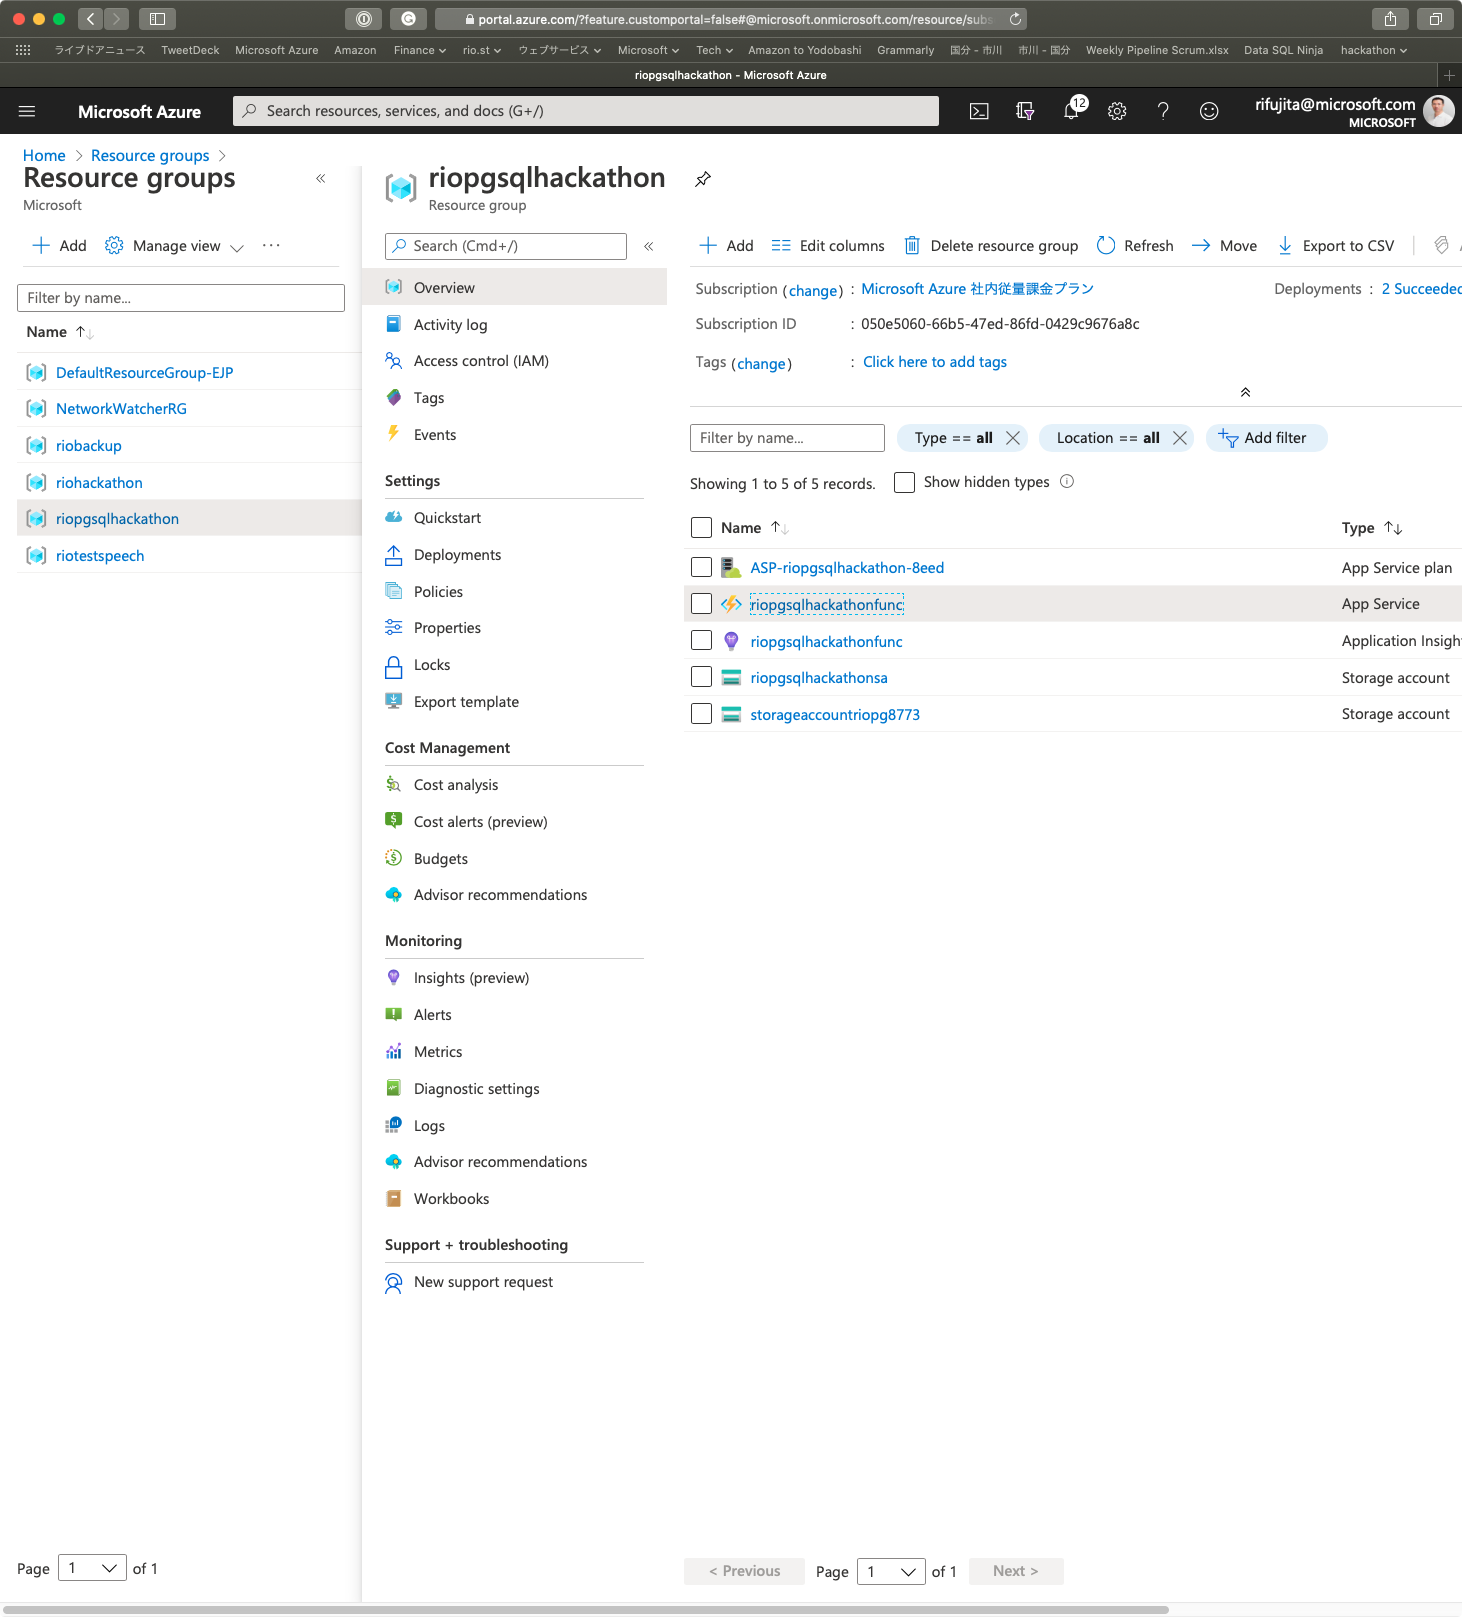 portal.azure.com/?feature.customportal=false#@microsoft.onmicrosoft.com/resource/subs
ライブドアニュース TweetDeck Microsoft Azure Amazon Finance rio.st ウェブサービス Microsoft Tech Amazon to Yodobashi Grammarly 国分 - 市川 市川 - 国分 Weekly Pipeline Scrum.xlsx Data SQL Ninja hackathon
riopgsqlhackathon - Microsoft Azure
Microsoft Azure
Search resources, services, and docs (G+/)
12
rifujita@microsoft.com
MICROSOFT
Home > Resource groups >
Resource groups
Microsoft
Add Manage view ...
Filter by name...
Name
DefaultResourceGroup-EJP
NetworkWatcherRG
riobackup
riohackathon
riopgsqlhackathon
riotestspeech
Page 1 of 1
riopgsqlhackathon
Resource group
Search (Cmd+/)
Overview
Activity log
Access control (IAM)
Tags
Events
Settings
Quickstart
Deployments
Policies
Properties
Locks
Export template
Cost Management
Cost analysis
Cost alerts (preview)
Budgets
Advisor recommendations
Monitoring
Insights (preview)
Alerts
Metrics
Diagnostic settings
Logs
Advisor recommendations
Workbooks
Support + troubleshooting
New support request
Add Edit columns Delete resource group Refresh Move Export to CSV
Subscription (change) : Microsoft Azure 社内従量課金プラン
Deployments : 2 Succeeded
Subscription ID : 050e5060-66b5-47ed-86fd-0429c9676a8c
Tags (change) : Click here to add tags
Filter by name... Type == all Location == all Add filter
Showing 1 to 5 of 5 records. Show hidden types
Name Type
ASP-riopgsqlhackathon-8eed App Service plan
riopgsqlhackathonfunc App Service
riopgsqlhackathonfunc Application Insigh
riopgsqlhackathonsa Storage account
storageaccountriopg8773 Storage account
< Previous Page 1 of 1 Next >